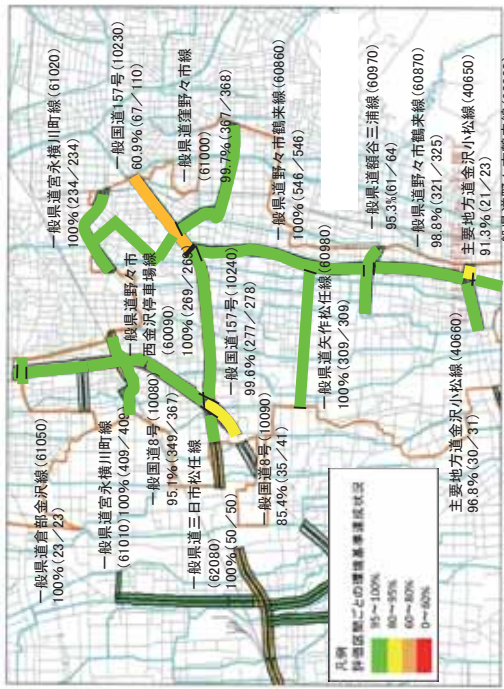 一般県道宮永横川町線(61020)
100%(234/234)
一般国道157号(10230)
60.9%(67/110)
一般県道窪野々市線
(61000)
99.7%(367/368)
一般県道野々市鶴来線(60860)
100%(546/546)
一般県道額谷三浦線(60970)
95.3%(61/64)
一般県道野々市鶴来線(60870)
98.8%(321/325)
主要地方道金沢小松線(40650)
91.3%(21/23)
一般県道野々市
西金沢停車場線
(60090)
100%(269/269)
一般国道157号(10240)
99.6%(277/278)
一般県道矢作松任線(60980)
100%(309/309)
一般県道倉部金沢線(61050)
100%(23/23)
一般県道宮永横川町線
(61010)100%(409/409)
一般国道8号(10080)
95.1%(349/367)
一般県道三日市松任線
(62080)
100%(50/50)
一般国道8号(10090)
85.4%(35/41)
主要地方道金沢小松線(40660)
96.8%(30/31)
凡例
評価区間ごとの環境基準達成状況
95~100%
80~95%
60~80%
0~60%